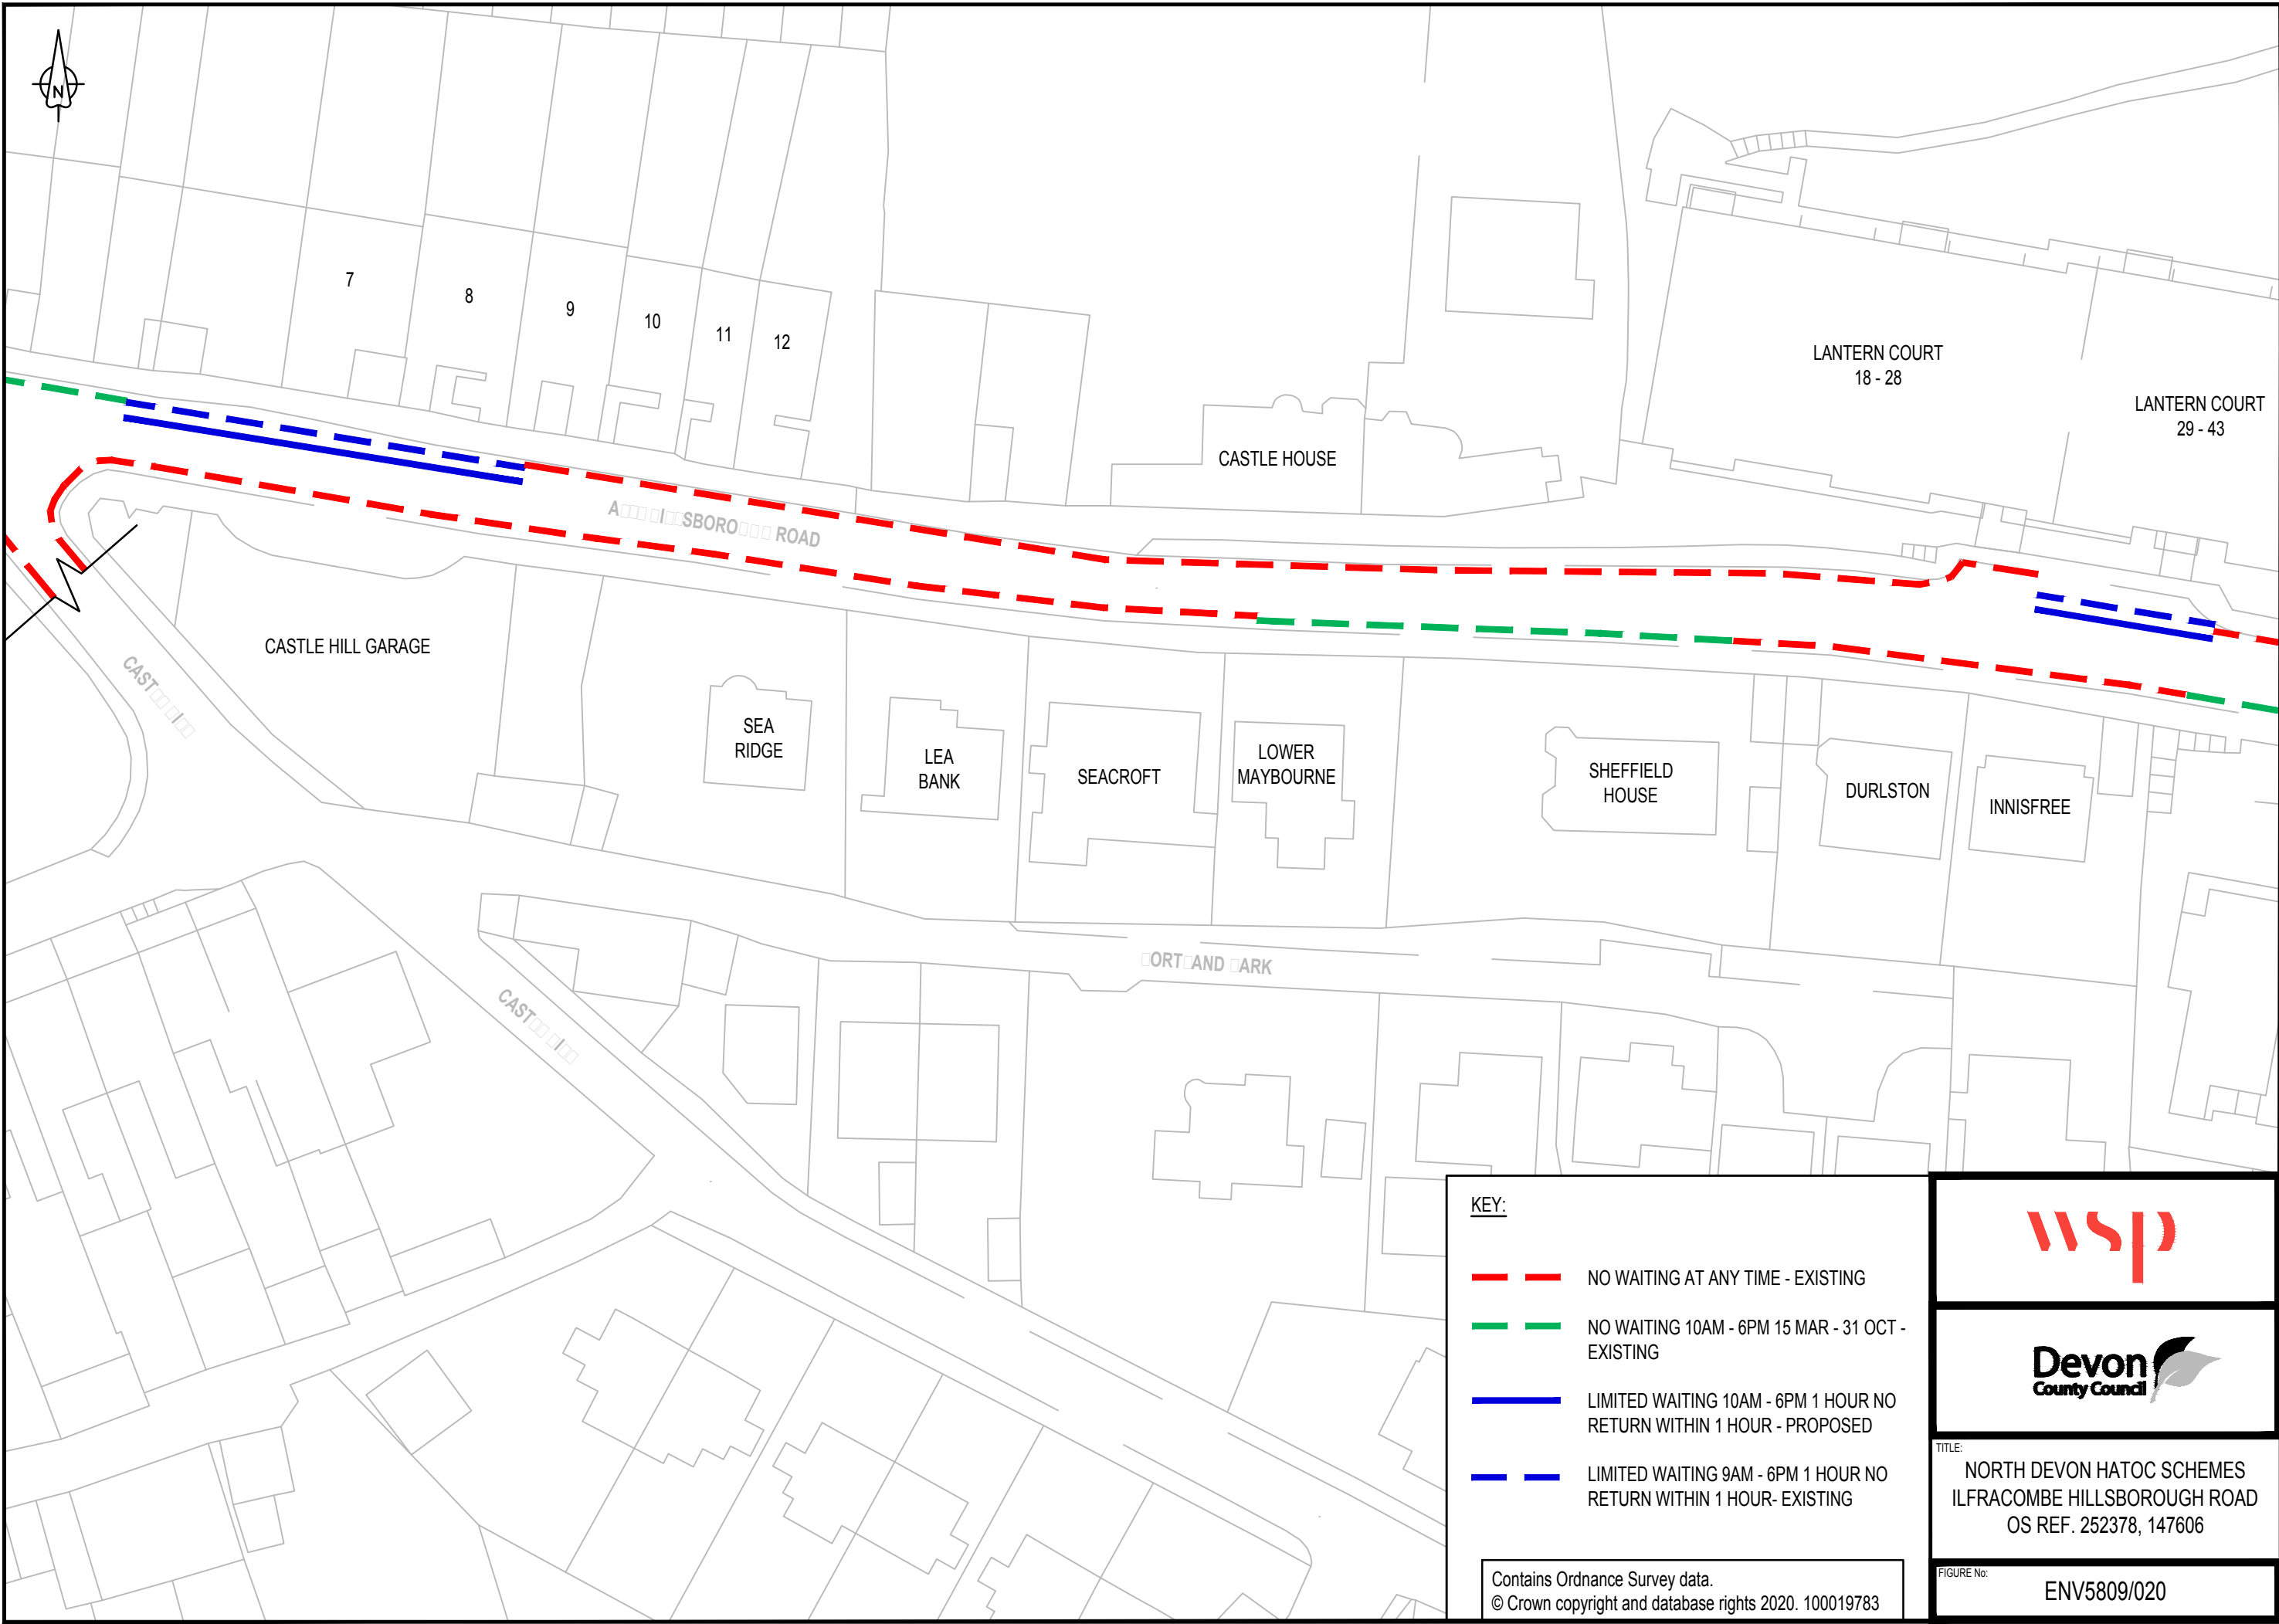 N
7
8
9
10
11
12
LANTERN COURT
18 - 28
LANTERN COURT
29 - 43
CASTLE HOUSE
ROAD
CASTLE HILL GARAGE
SEA
RIDGE
LEA
BANK
SEACROFT
LOWER
MAYBOURNE
SHEFFIELD
HOUSE
DURLSTON
INNISFREE
KEY:
NO WAITING AT ANY TIME - EXISTING
NO WAITING 10AM - 6PM 15 MAR - 31 OCT -
EXISTING
LIMITED WAITING 10AM - 6PM 1 HOUR NO
RETURN WITHIN 1 HOUR - PROPOSED
LIMITED WAITING 9AM - 6PM 1 HOUR NO
RETURN WITHIN 1 HOUR- EXISTING
Contains Ordnance Survey data.
© Crown copyright and database rights 2020. 100019783
wsp
Devon
County Council
TITLE:
NORTH DEVON HATOC SCHEMES
ILFRACOMBE HILLSBOROUGH ROAD
OS REF. 252378, 147606
FIGURE No:
ENV5809/020